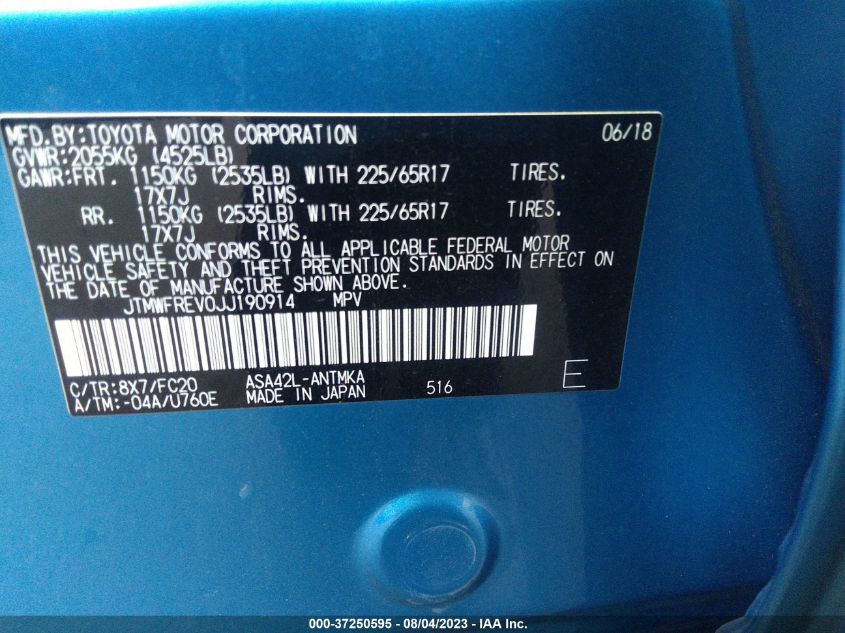 MFD.BY:TOYOTA MOTOR CORPORATION 06/18
GVWR:2055KG (4525LB)
GAWR:FRT. 1150KG (2535LB) WITH 225/65R17 TIRES.
17X7J RIMS.
RR. 1150KG (2535LB) WITH 225/65R17 TIRES.
17X7J RIMS.
THIS VEHICLE CONFORMS TO ALL APPLICABLE FEDERAL MOTOR
VEHICLE SAFETY AND THEFT PREVENTION STANDARDS IN EFFECT ON
THE DATE OF MANUFACTURE SHOWN ABOVE.
JTMWFREV0JJ190914 MPV
C/TR:8X7/FC20 ASA42L-ANTMKA
A/TM:-04A/U760E MADE IN JAPAN 516 E
000-37250595 - 08/04/2023 - IAA Inc.